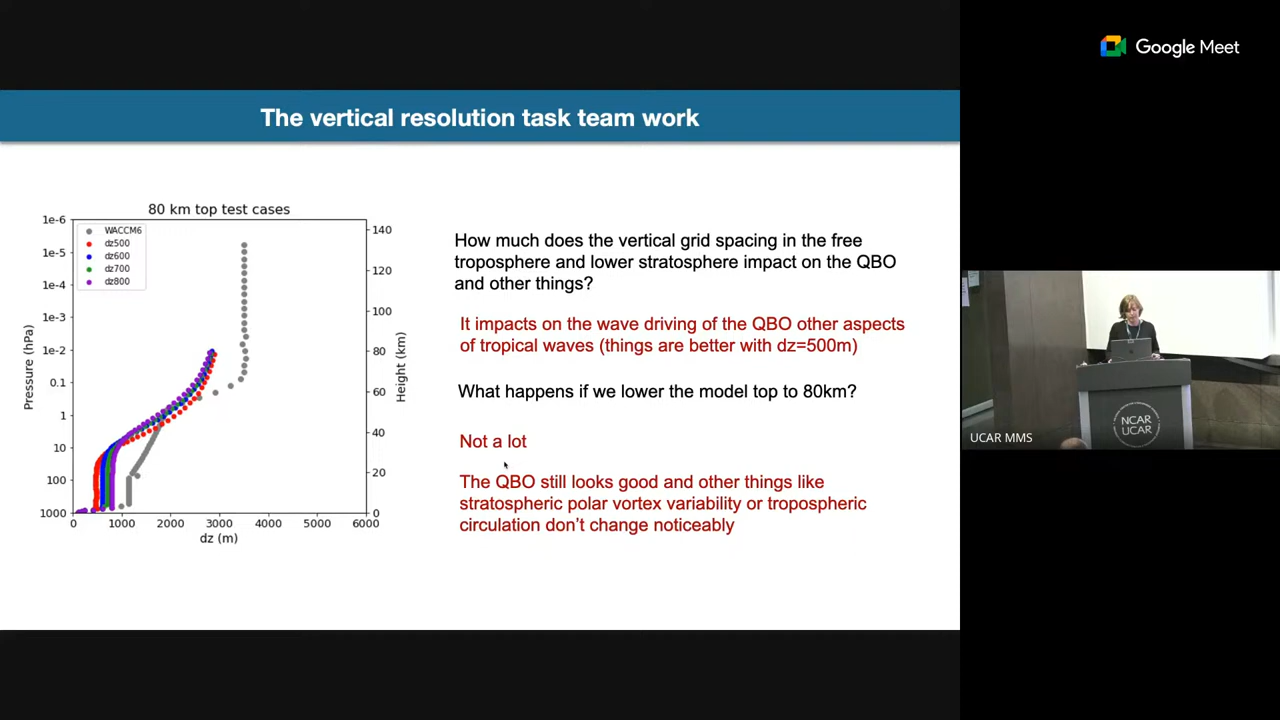 Google Meet
The vertical resolution task team work
80 km top test cases
WACCM6
dz500
dz600
dz700
dz800
1e-6
1e-5
1e-4
1e-3
1e-2
0.1
1
10
100
1000
Pressure (hPa)
140
120
100
80
60
40
20
0
Height (km)
0
1000
2000
3000
4000
5000
6000
dz (m)
How much does the vertical grid spacing in the free
troposphere and lower stratosphere impact on the QBO
and other things?
It impacts on the wave driving of the QBO other aspects
of tropical waves (things are better with dz=500m)
What happens if we lower the model top to 80km?
Not a lot
The QBO still looks good and other things like
stratospheric polar vortex variability or tropospheric
circulation don't change noticeably
NCAR
UCAR
UCAR MMS